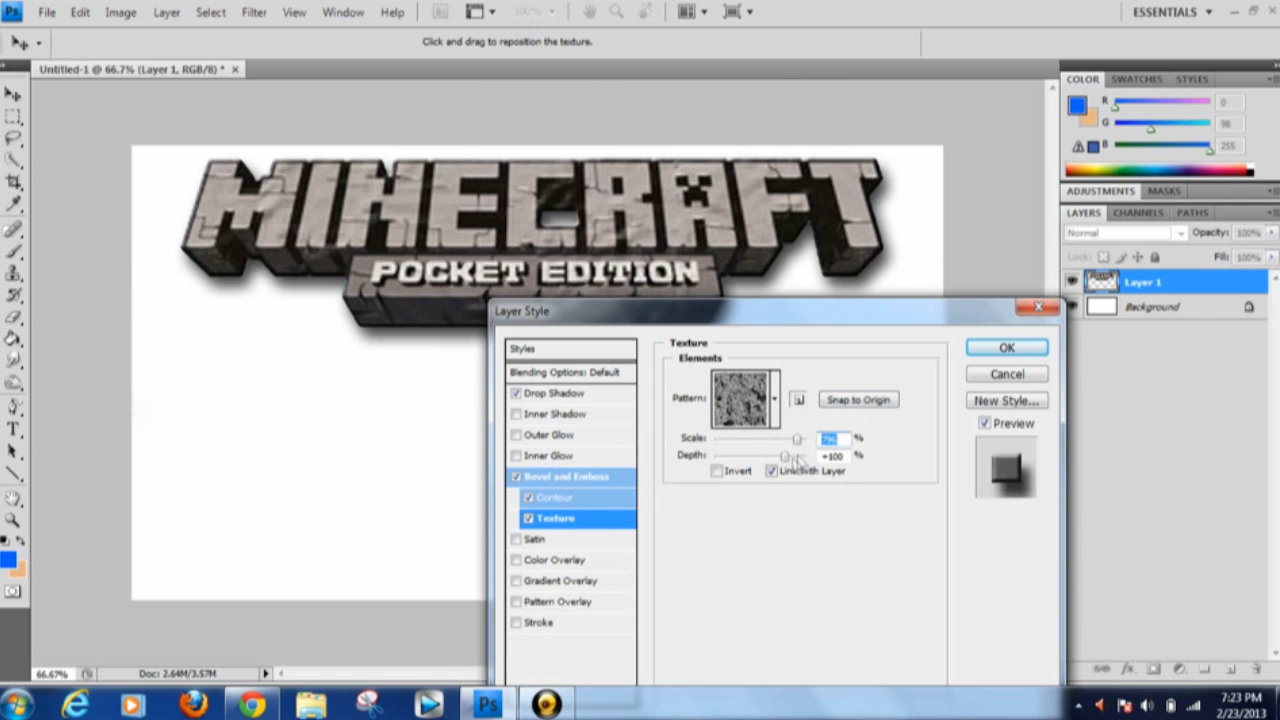 Ps File Edit Image Layer Select Filter View Window Help 100% ESSENTIALS
Click and drag to reposition the texture.
Untitled-1 @ 66.7% (Layer 1, RGB/8) * ×
COLOR SWATCHES STYLES
R 0
G 98
B 255
ADJUSTMENTS MASKS
LAYERS CHANNELS PATHS
Normal Opacity: 100%
Lock: Fill: 100%
Layer 1
Background
MINECRAFT
POCKET EDITION
Layer Style
Styles
Blending Options: Default
Drop Shadow
Inner Shadow
Outer Glow
Inner Glow
Bevel and Emboss
Contour
Texture
Satin
Color Overlay
Gradient Overlay
Pattern Overlay
Stroke
Texture
Elements
Pattern: Snap to Origin
Scale: %
Depth: +100 %
Invert Link with Layer
OK
Cancel
New Style...
Preview
66.67% Doc: 2.64M/3.57M
Ps
7:23 PM
2/23/2013